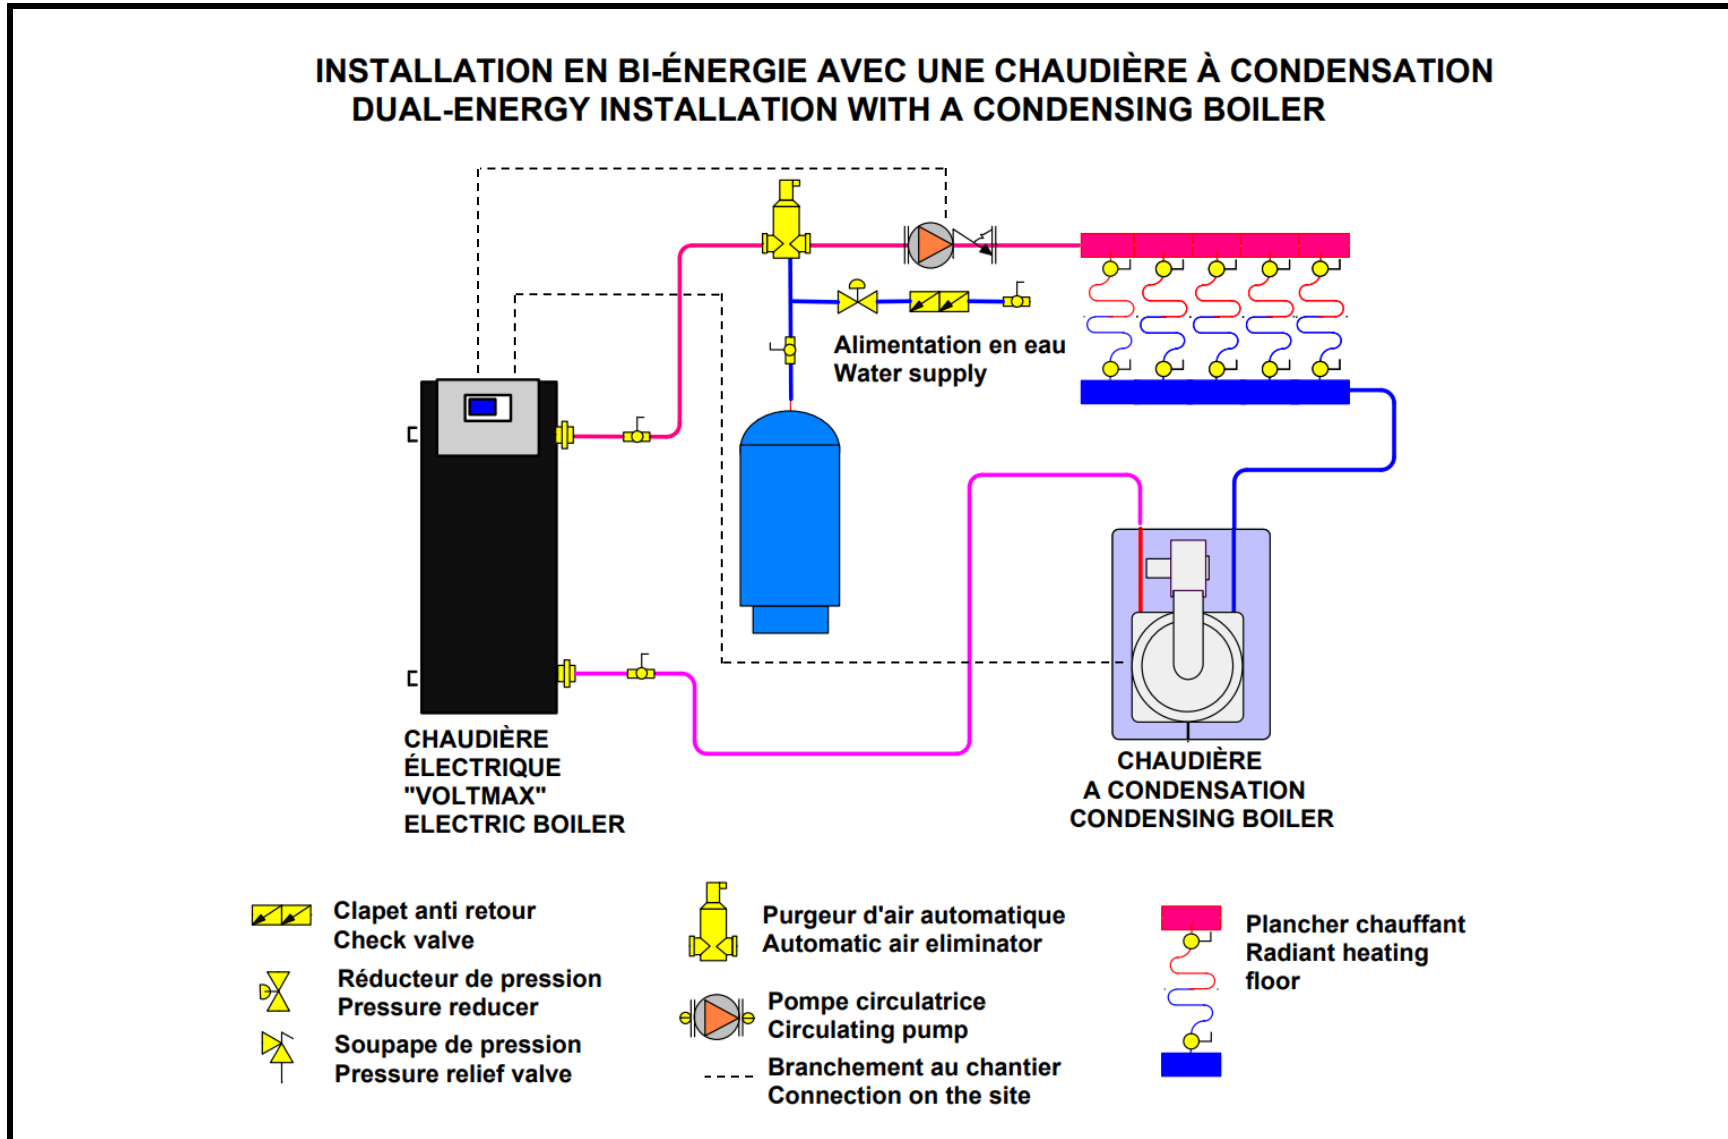 INSTALLATION EN BI-ÉNERGIE AVEC UNE CHAUDIÈRE À CONDENSATION
DUAL-ENERGY INSTALLATION WITH A CONDENSING BOILER
Alimentation en eau
Water supply
CHAUDIÈRE
ÉLECTRIQUE
"VOLTMAX"
ELECTRIC BOILER
CHAUDIÈRE
A CONDENSATION
CONDENSING BOILER
Clapet anti retour
Check valve
Réducteur de pression
Pressure reducer
Soupape de pression
Pressure relief valve
Purgeur d'air automatique
Automatic air eliminator
Pompe circulatrice
Circulating pump
Branchement au chantier
Connection on the site
Plancher chauffant
Radiant heating
floor